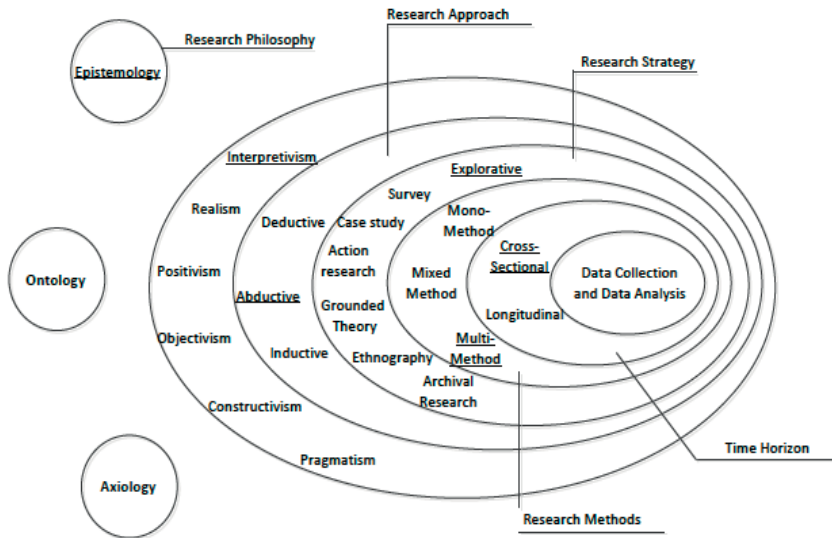 Research Approach
Research Philosophy
Epistemology
Research Strategy
Interpretivism
Explorative
Survey
Realism
Mono-
Method
Deductive
Case study
Cross-
Sectional
Action
research
Positivism
Ontology
Mixed
Method
Data Collection
and Data Analysis
Abductive
Grounded
Theory
Longitudinal
Objectivism
Multi-
Method
Inductive
Ethnography
Archival
Research
Constructivism
Time Horizon
Pragmatism
Axiology
Research Methods